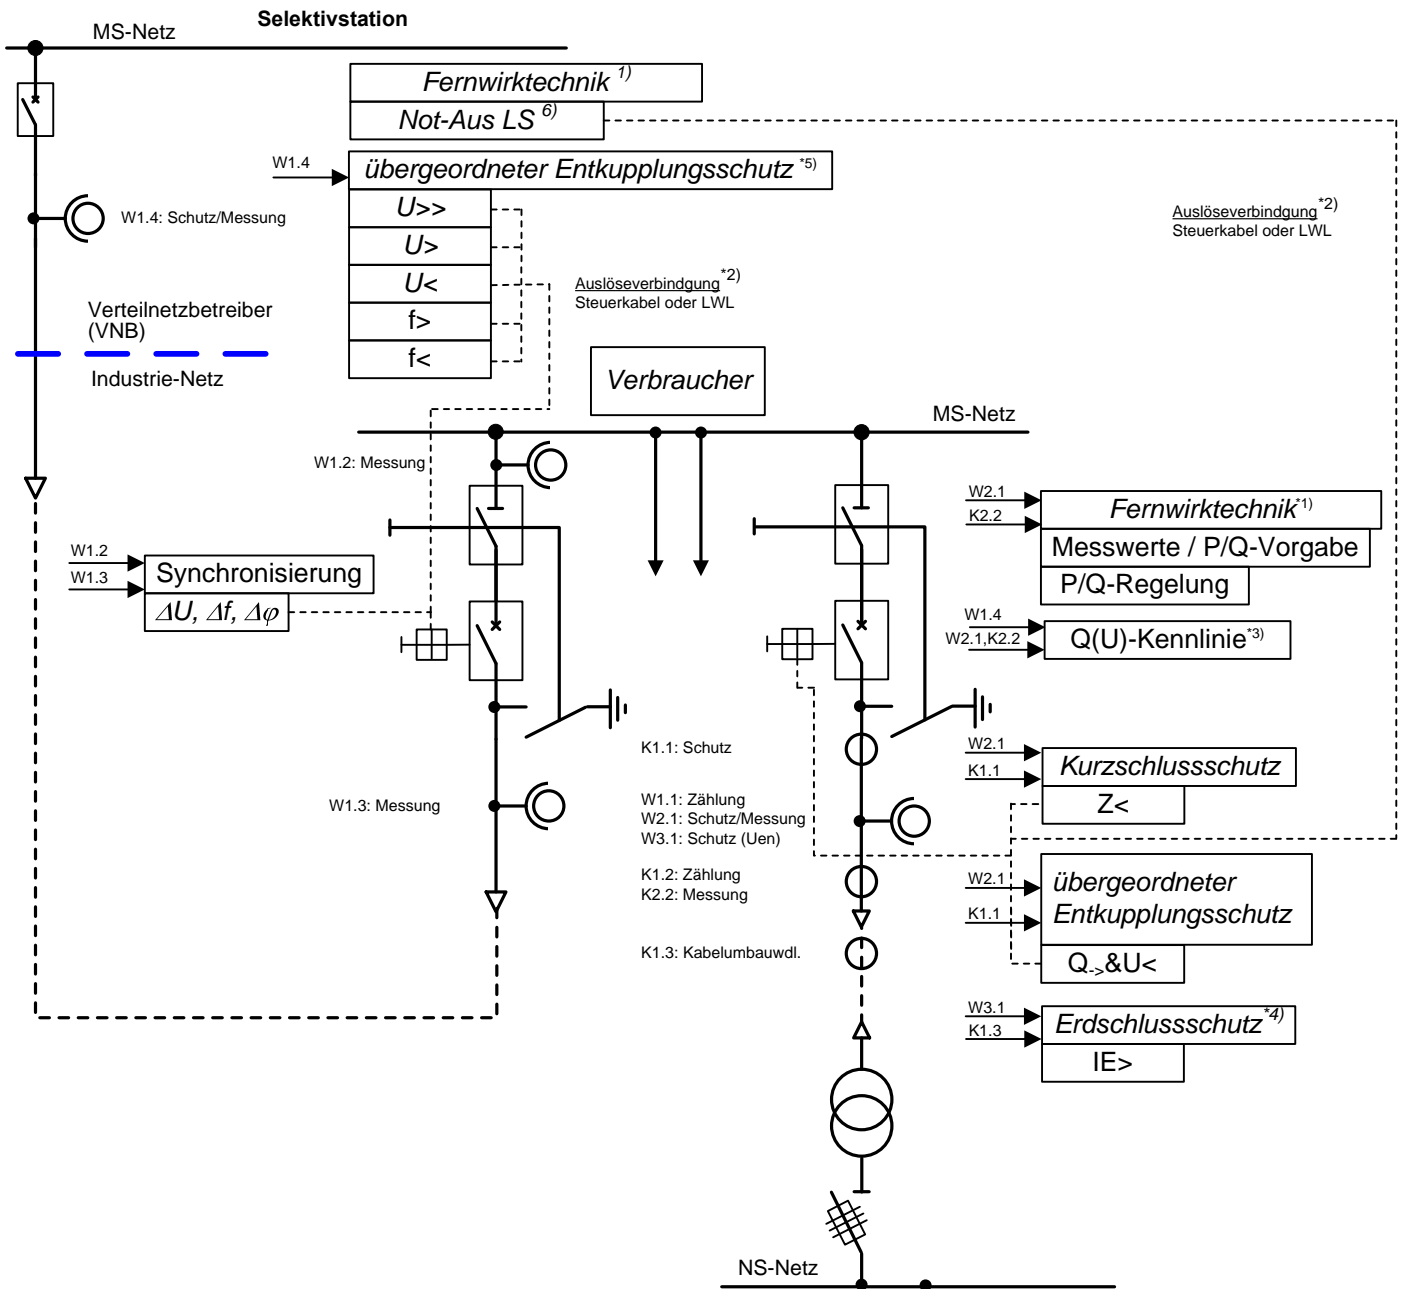 Selektivstation
MS-Netz
Fernwirktechnik 1)
Not-Aus LS 6)
W1.4
übergeordneter Entkupplungsschutz *5)
U>>
U>
U<
f>
f<
W1.4: Schutz/Messung
Auslöseverbindgung *2)
Steuerkabel oder LWL
Auslöseverbindgung *2)
Steuerkabel oder LWL
Verteilnetzbetreiber
(VNB)
Industrie-Netz
Verbraucher
MS-Netz
W1.2: Messung
W1.2
W1.3
Synchronisierung
ΔU, Δf, Δφ
W2.1
K2.2
Fernwirktechnik*1)
Messwerte / P/Q-Vorgabe
P/Q-Regelung
W1.4
W2.1,K2.2
Q(U)-Kennlinie*3)
K1.1: Schutz
W2.1
K1.1
Kurzschlussschutz
Z<
W1.3: Messung
W1.1: Zählung
W2.1: Schutz/Messung
W3.1: Schutz (Uen)
K1.2: Zählung
K2.2: Messung
W2.1
K1.1
übergeordneter
Entkupplungsschutz
Q->&U<
K1.3: Kabelumbauwdl.
W3.1
K1.3
Erdschlussschutz*4)
IE>
NS-Netz